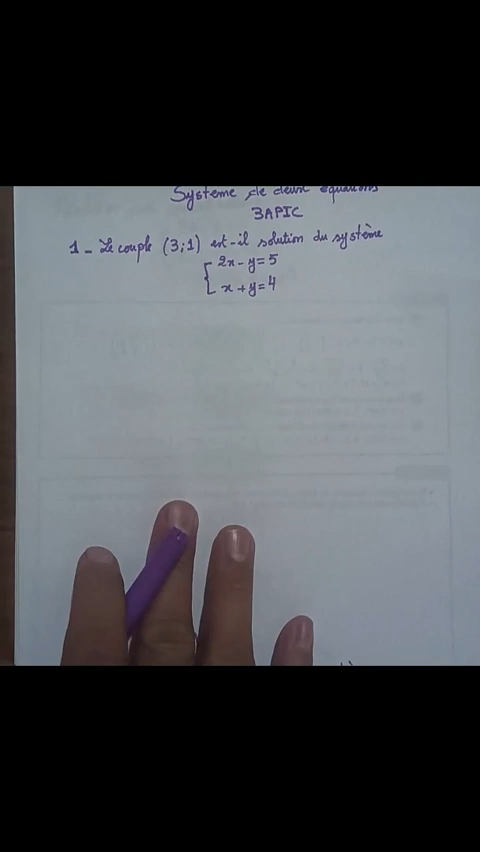 Système de deux équations
3APIC
1 - Le couple (3;1) est-il solution du système
2x - y = 5
x + y = 4